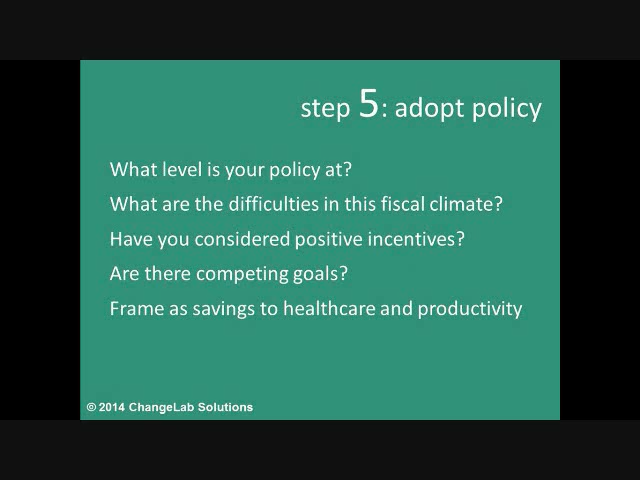 step 5: adopt policy
What level is your policy at?
What are the difficulties in this fiscal climate?
Have you considered positive incentives?
Are there competing goals?
Frame as savings to healthcare and productivity
© 2014 ChangeLab Solutions